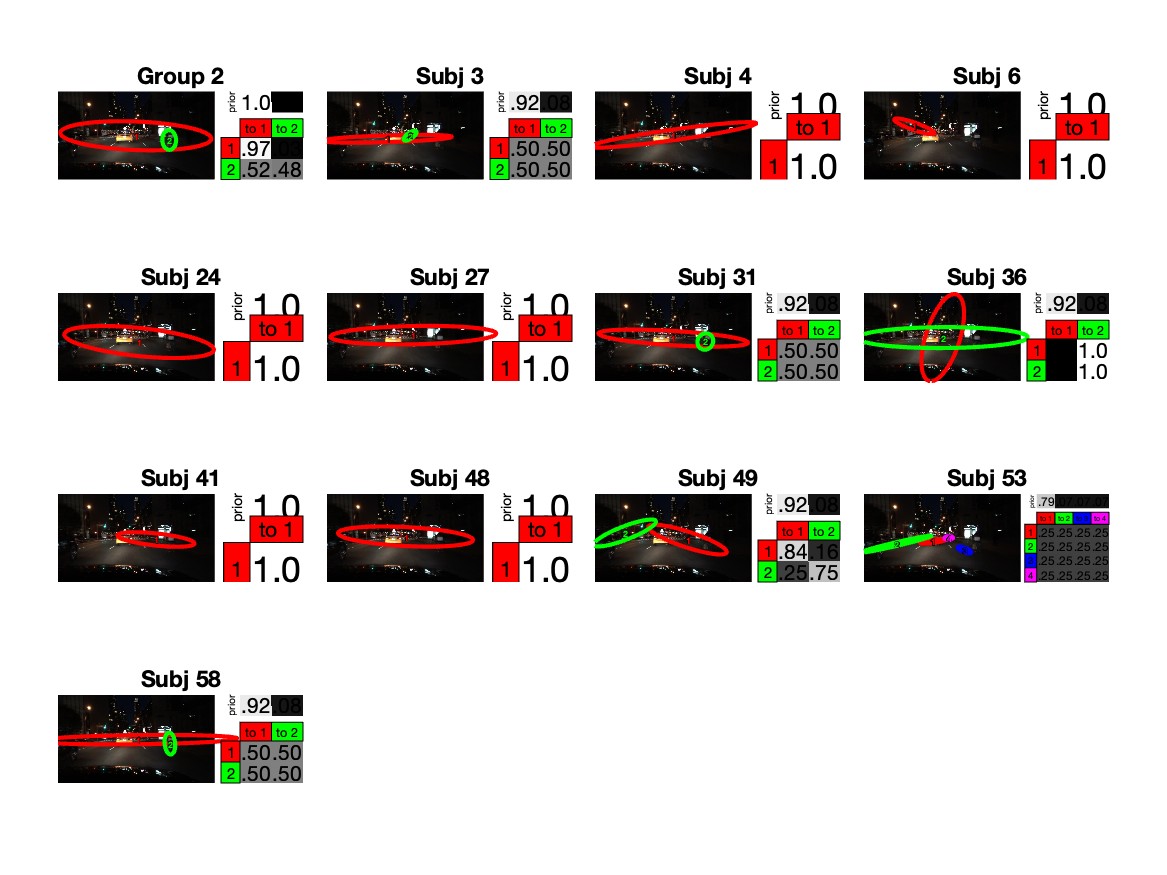 Group 2
prior
1.0
to 1 to 2
1 .97
2 .52 .48
Subj 3
prior
.92 .08
to 1 to 2
1 .50 .50
2 .50 .50
Subj 4
prior
1.0
to 1
1 1.0
Subj 6
prior
1.0
to 1
1 1.0
Subj 24
prior
1.0
to 1
1 1.0
Subj 27
prior
1.0
to 1
1 1.0
Subj 31
prior
.92 .08
to 1 to 2
1 .50 .50
2 .50 .50
Subj 36
prior
.92 .08
to 1 to 2
1 1.0
2 1.0
Subj 41
prior
1.0
to 1
1 1.0
Subj 48
prior
1.0
to 1
1 1.0
Subj 49
prior
.92 .08
to 1 to 2
1 .84 .16
2 .25 .75
Subj 53
prior
.79 .07 .07 .07
to 1 to 2 to 3 to 4
1 .25 .25 .25 .25
2 .25 .25 .25 .25
.25 .25 .25 .25
4 .25 .25 .25 .25
Subj 58
prior
.92 .08
to 1 to 2
1 .50 .50
2 .50 .50